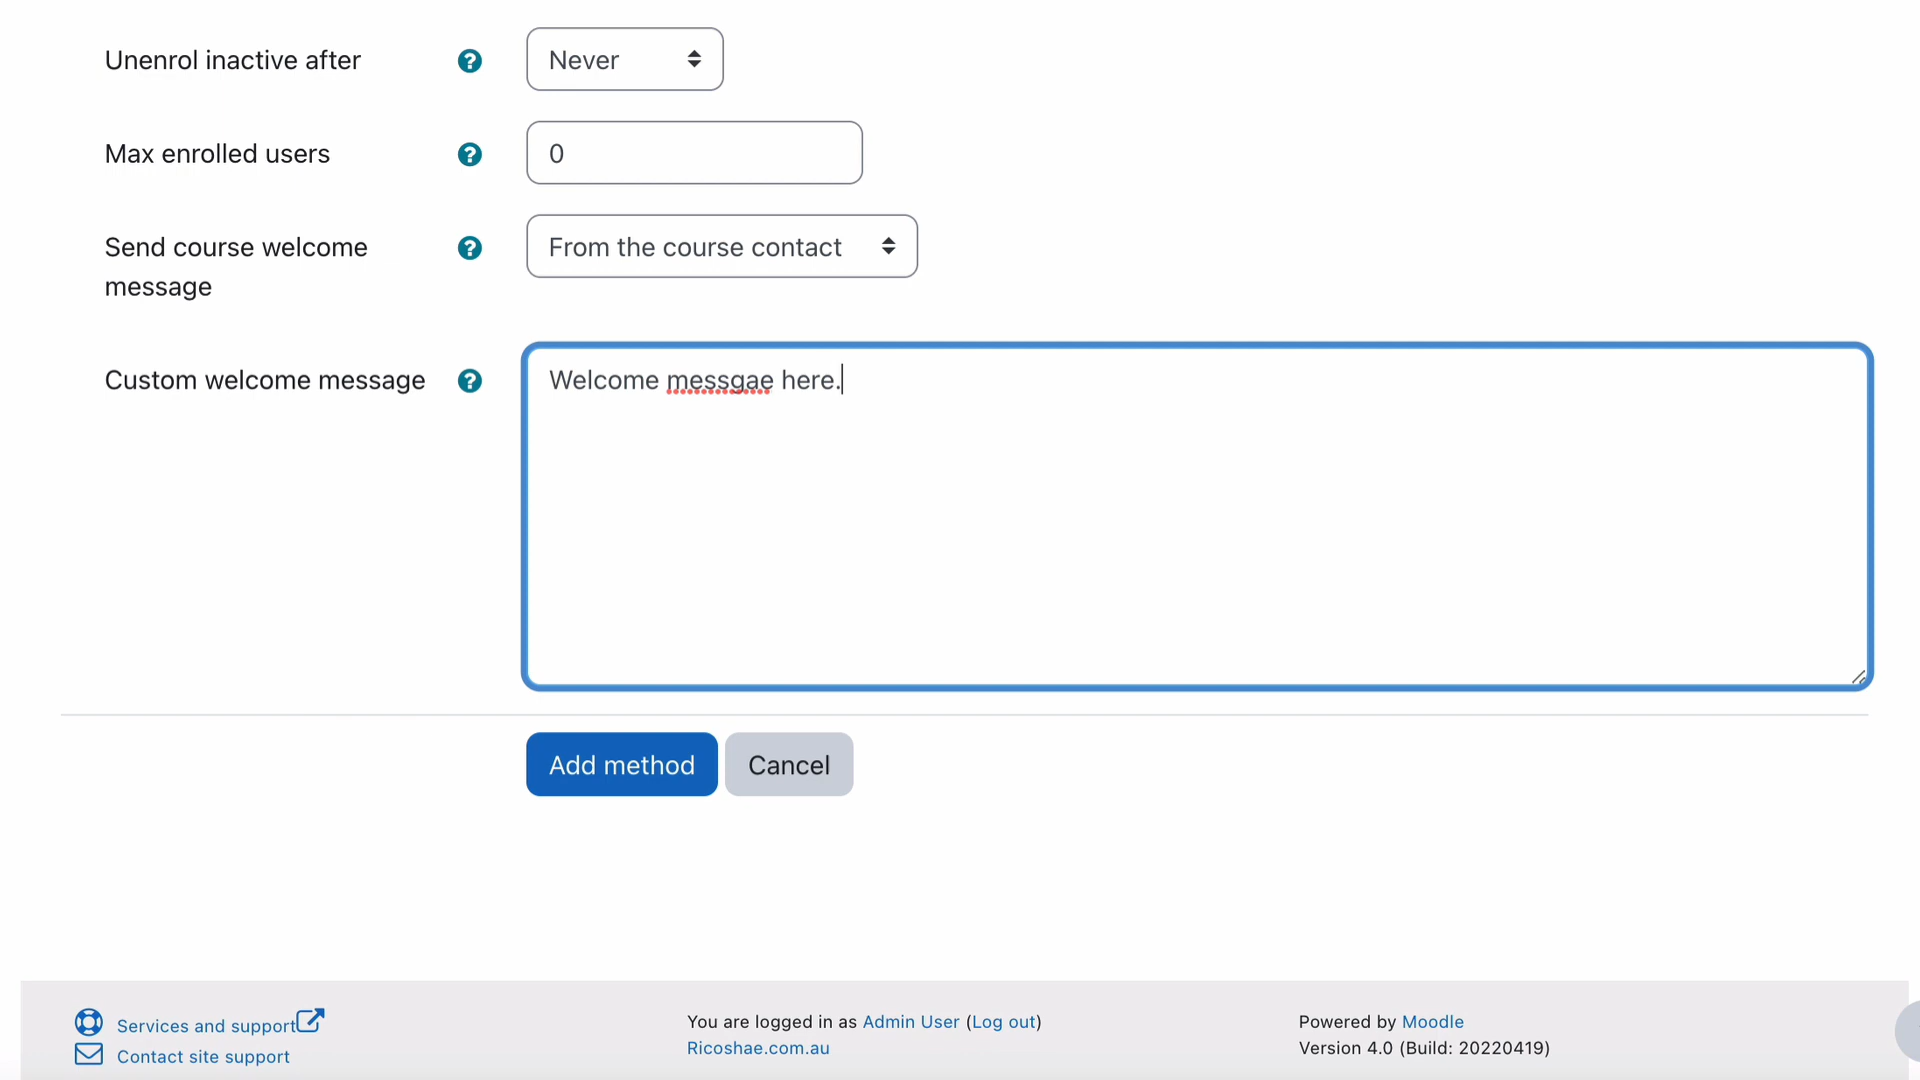 Unenrol inactive after
Never
Max enrolled users
0
Send course welcome
message
From the course contact
Custom welcome message
Welcome messgae here.
Add method
Cancel
Services and support
Contact site support
You are logged in as Admin User (Log out)
Ricoshae.com.au
Powered by Moodle
Version 4.0 (Build: 20220419)